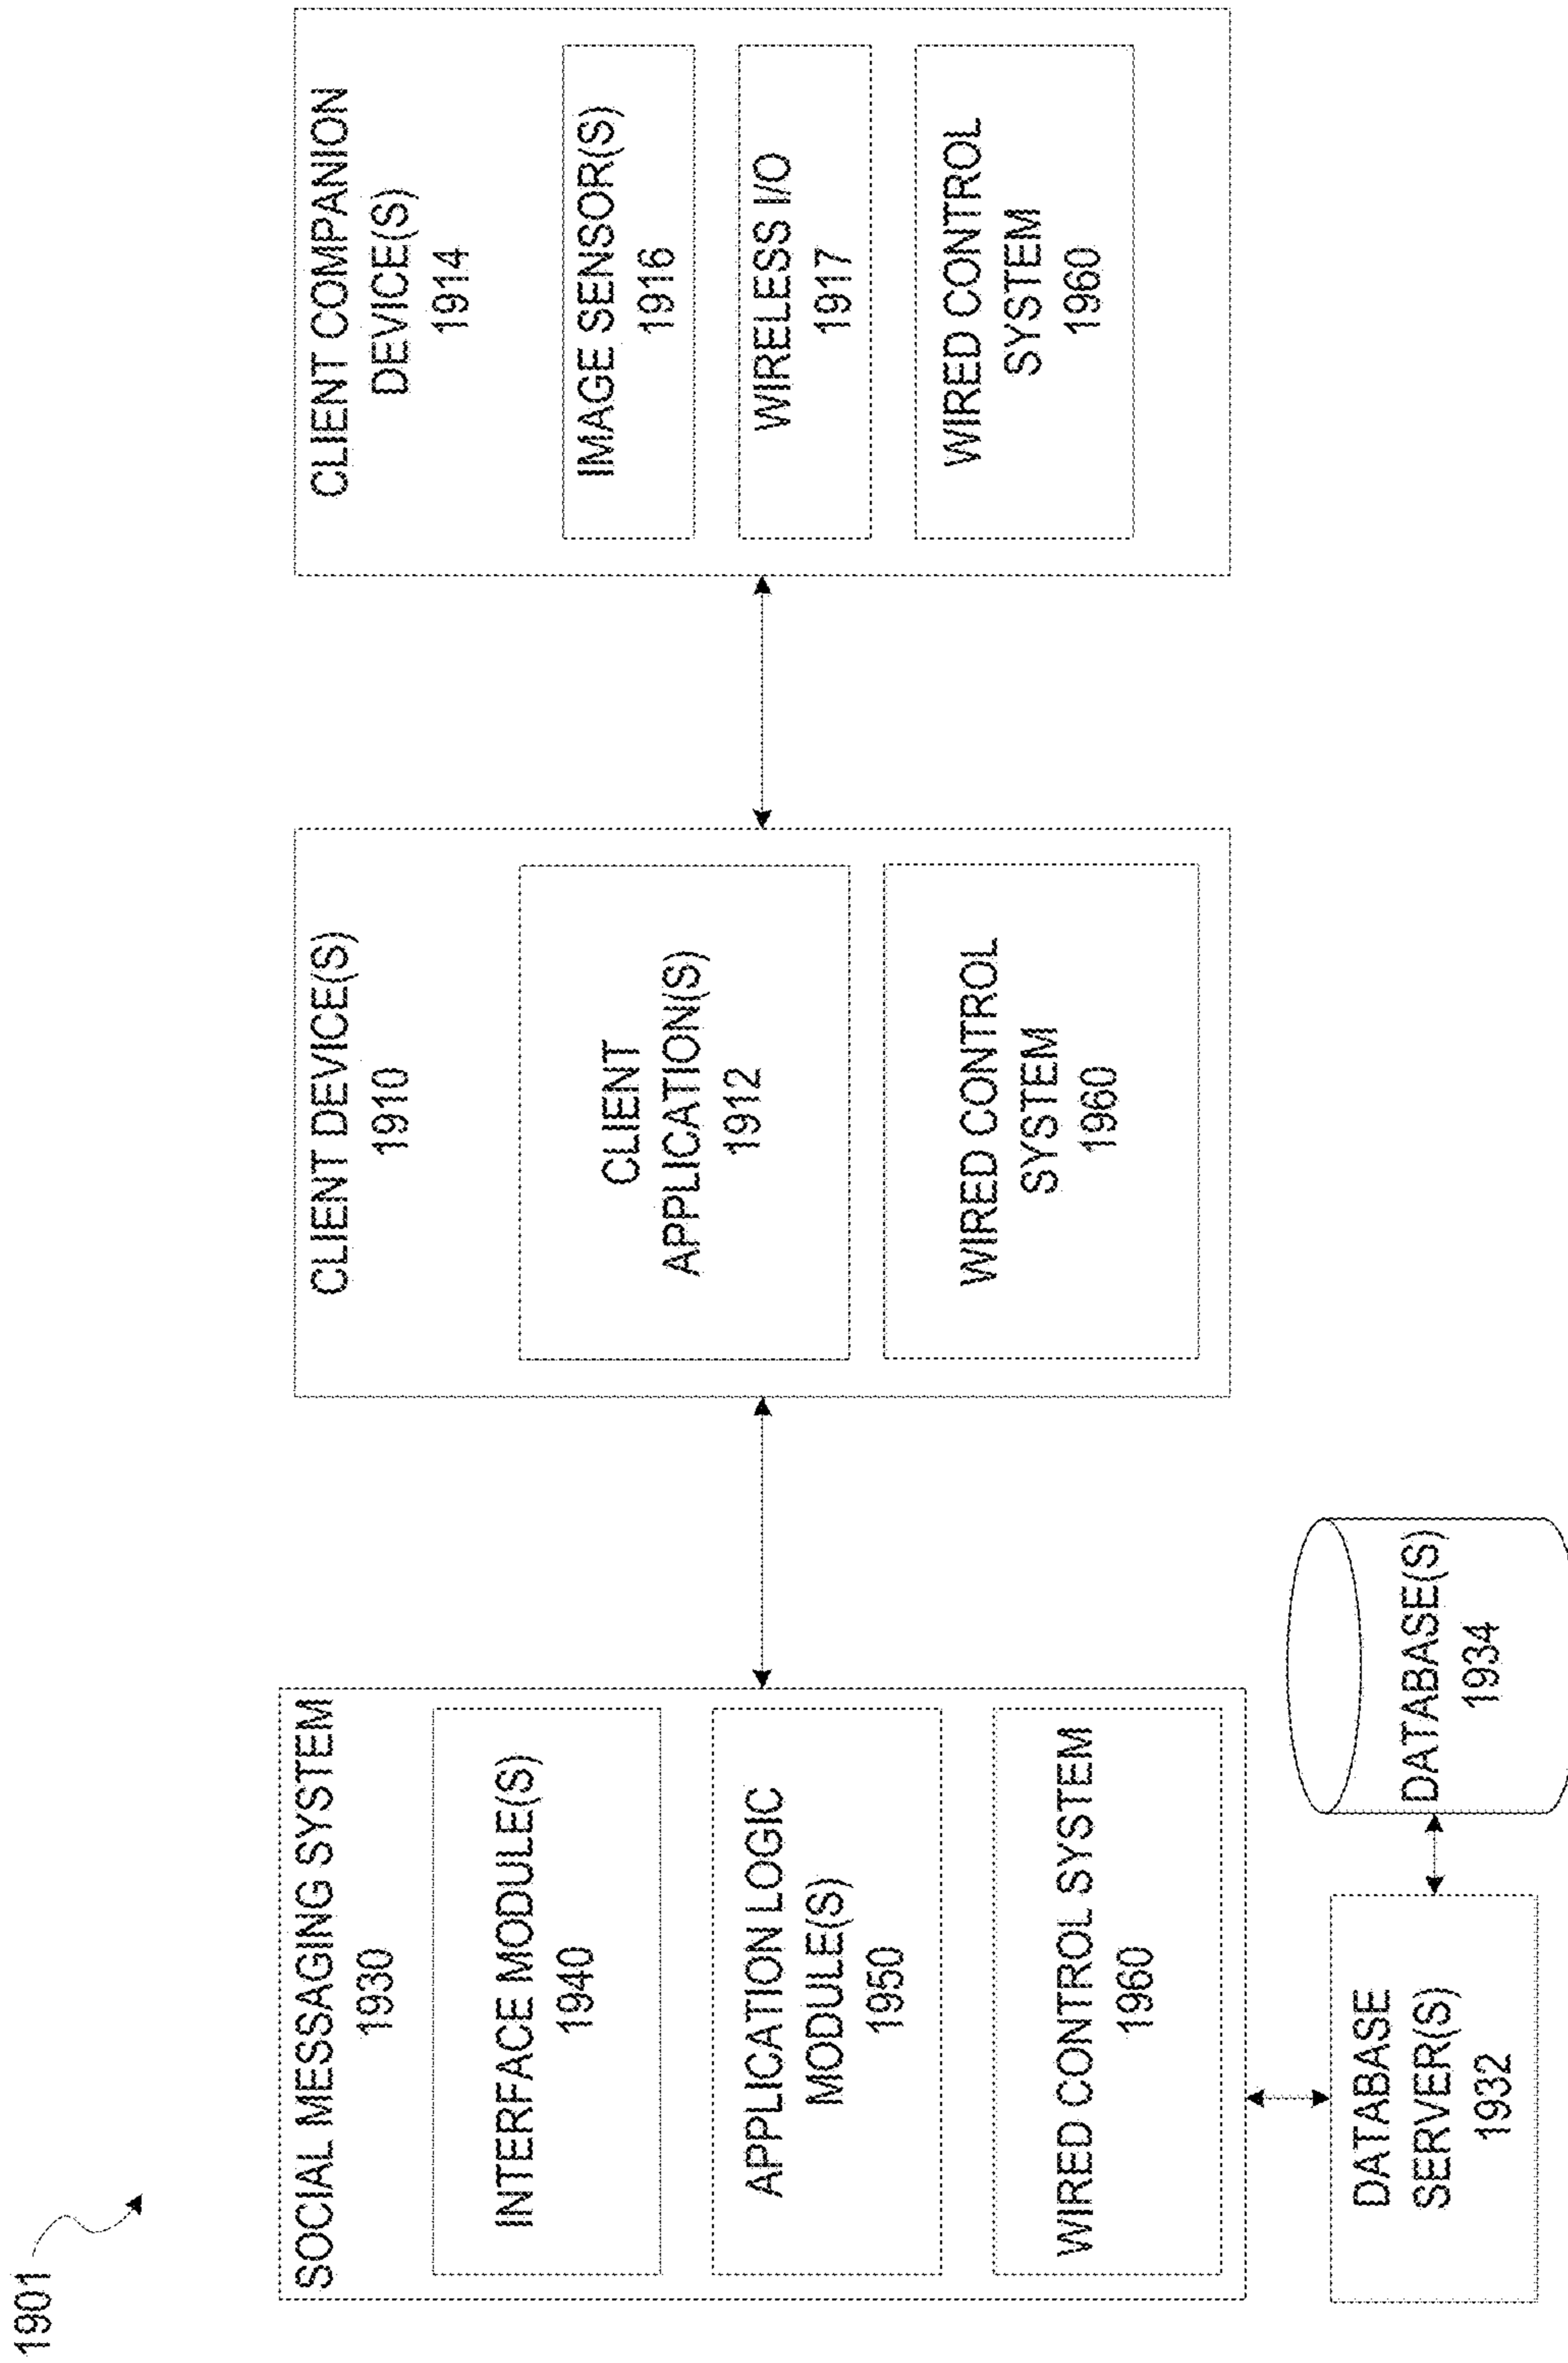 1901
SOCIAL MESSAGING SYSTEM
1930
INTERFACE MODULE(S)
1940
APPLICATION LOGIC
MODULE(S)
1950
WIRED CONTROL SYSTEM
1960
DATABASE
SERVER(S)
1932
DATABASE(S)
1934
CLIENT DEVICE(S)
1910
CLIENT
APPLICATION(S)
1912
WIRED CONTROL
SYSTEM
1960
CLIENT COMPANION
DEVICE(S)
1914
IMAGE SENSOR(S)
1916
WIRELESS I/O
1917
WIRED CONTROL
SYSTEM
1960